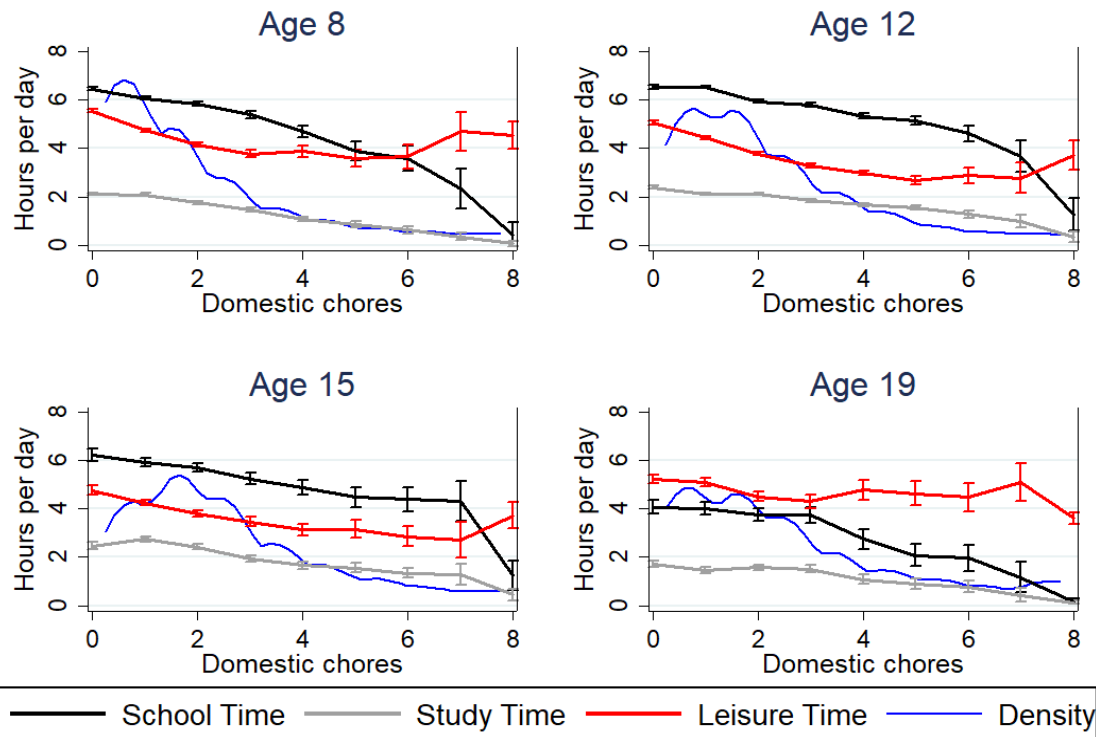 Age 8
Age 12
Hours per day
8
6
4
2
0
0 2 4 6 8
Domestic chores
Hours per day
8
6
4
2
0
0 2 4 6 8
Domestic chores
Age 15
Age 19
Hours per day
8
6
4
2
0
0 2 4 6 8
Domestic chores
Hours per day
8
6
4
2
0
0 2 4 6 8
Domestic chores
School Time Study Time Leisure Time Density